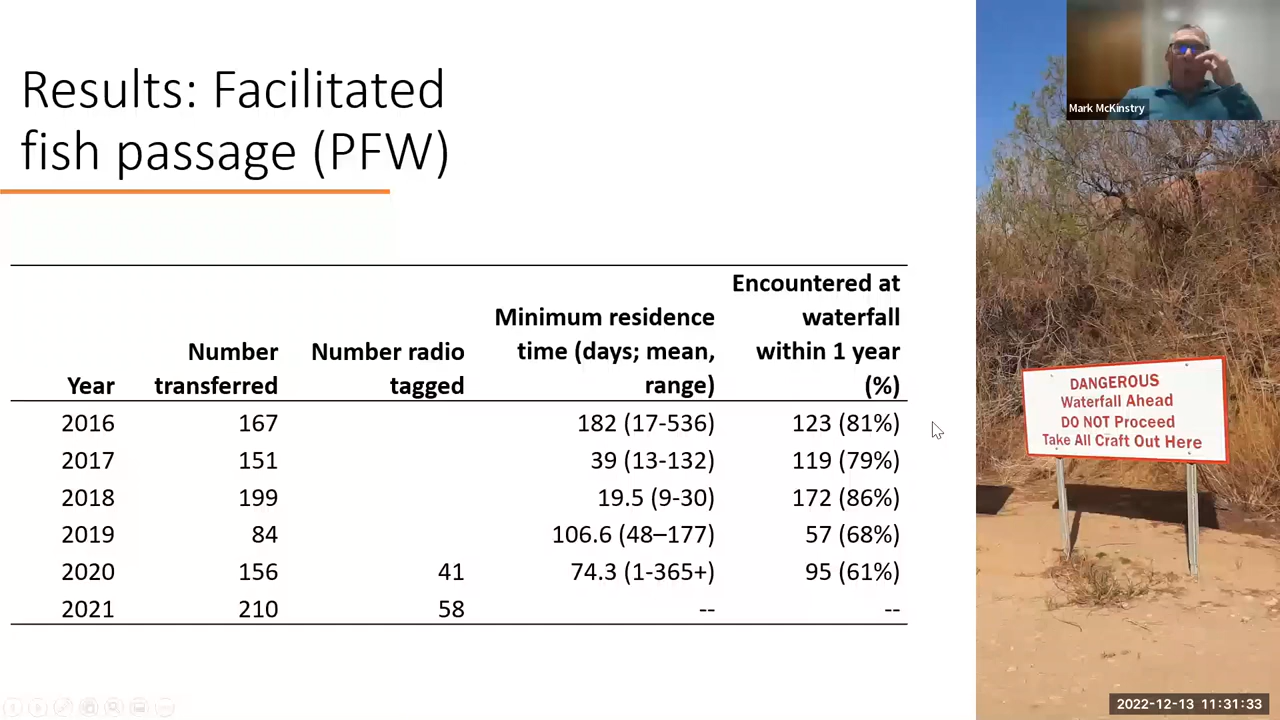 Results: Facilitated
fish passage (PFW)
Year
Number
transferred
Number radio
tagged
Minimum residence
time (days; mean,
range)
Encountered at
waterfall
within 1 year
(%)
2016 167 182 (17-536) 123 (81%)
2017 151 39 (13-132) 119 (79%)
2018 199 19.5 (9-30) 172 (86%)
2019 84 106.6 (48–177) 57 (68%)
2020 156 41 74.3 (1-365+) 95 (61%)
2021 210 58 -- --
Mark McKinstry
DANGEROUS
Waterfall Ahead
DO NOT Proceed
Take All Craft Out Here
2022-12-13 11:31:33